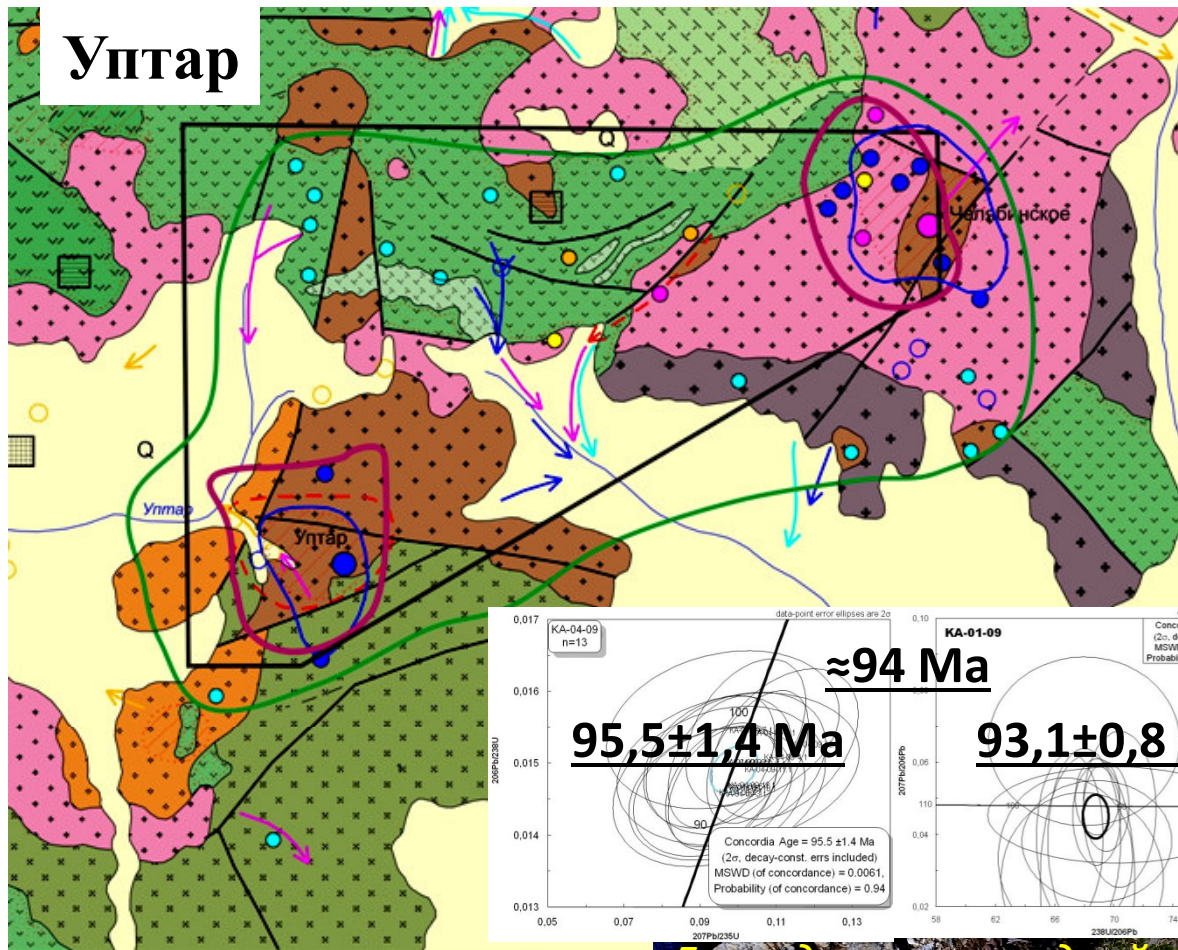 Уптар
Q
Челябинское
Q
Уптар
Уптар
data-point error ellipses are 2σ
KA-04-09
n=13
0,017
0,016
0,015
0,014
0,013
206Pb/238U
100
90
95,5±1,4 Ma
Concordia Age = 95.5 ±1.4 Ma
(2σ, decay-const. errs included)
MSWD (of concordance) = 0.0061,
Probability (of concordance) = 0.94
0,05
0,07
0,09
0,11
0,13
207Pb/235U
≈94 Ma
KA-01-09
0,10
0,06
0,04
0,02
207Pb/206Pb
110
93,1±0,8
MSWD
58
62
66
70
74
238U/206Pb